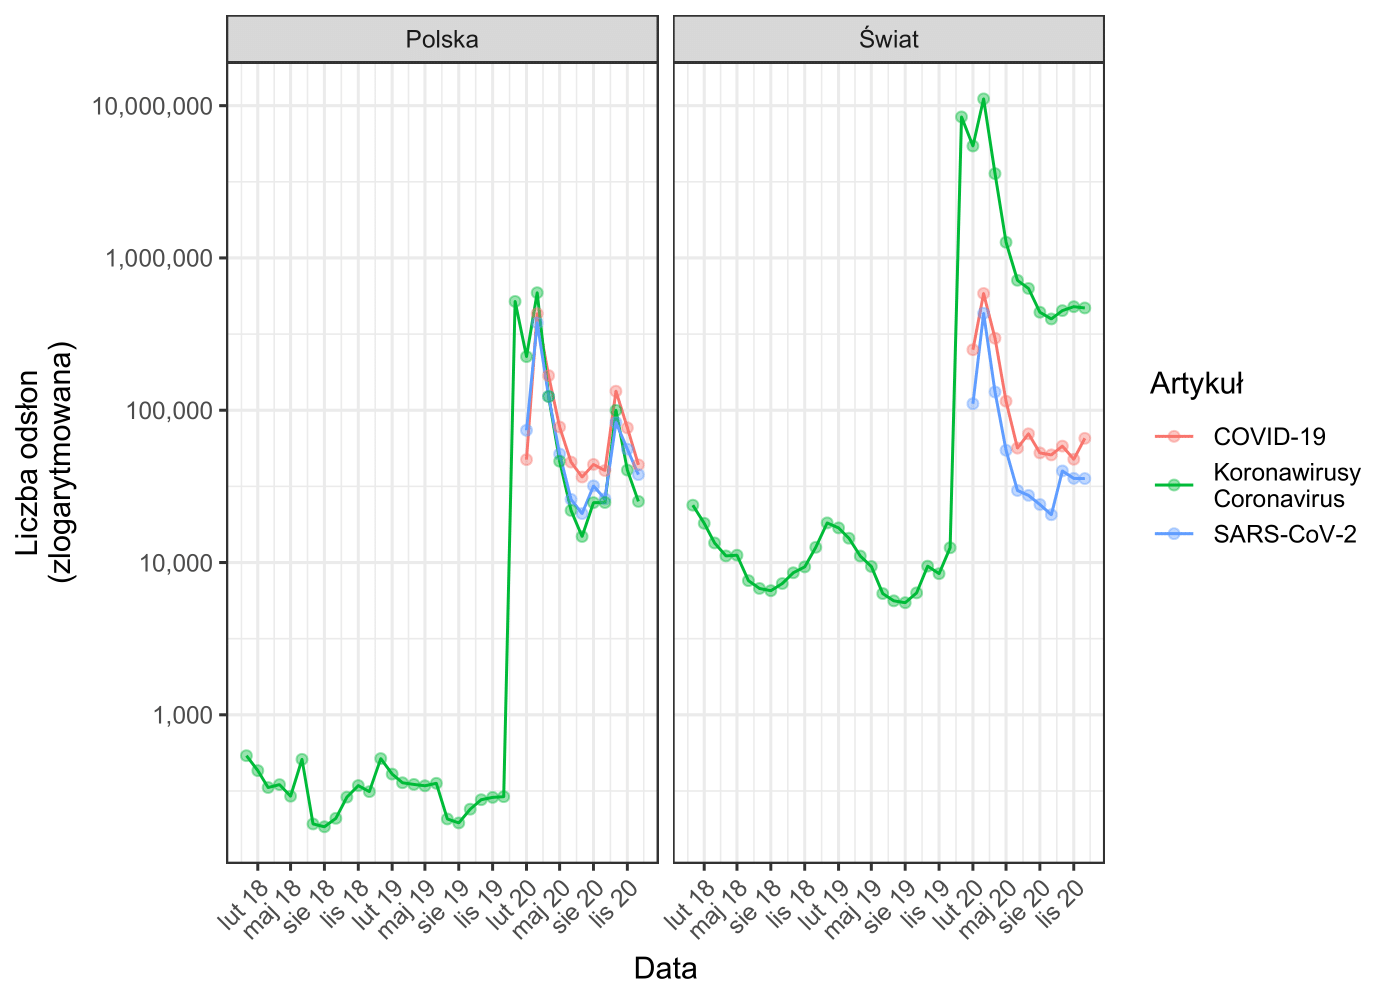 Polska
Świat
Liczba odsłon
(zlogarytmowana)
10,000,000
1,000,000
100,000
10,000
1,000
lut 18
maj 18
sie 18
lis 18
lut 19
maj 19
sie 19
lis 19
lut 20
maj 20
sie 20
lis 20
lut 18
maj 18
sie 18
lis 18
lut 19
maj 19
sie 19
lis 19
lut 20
maj 20
sie 20
lis 20
Data
Artykuł
COVID-19
Koronawirusy
Coronavirus
SARS-CoV-2